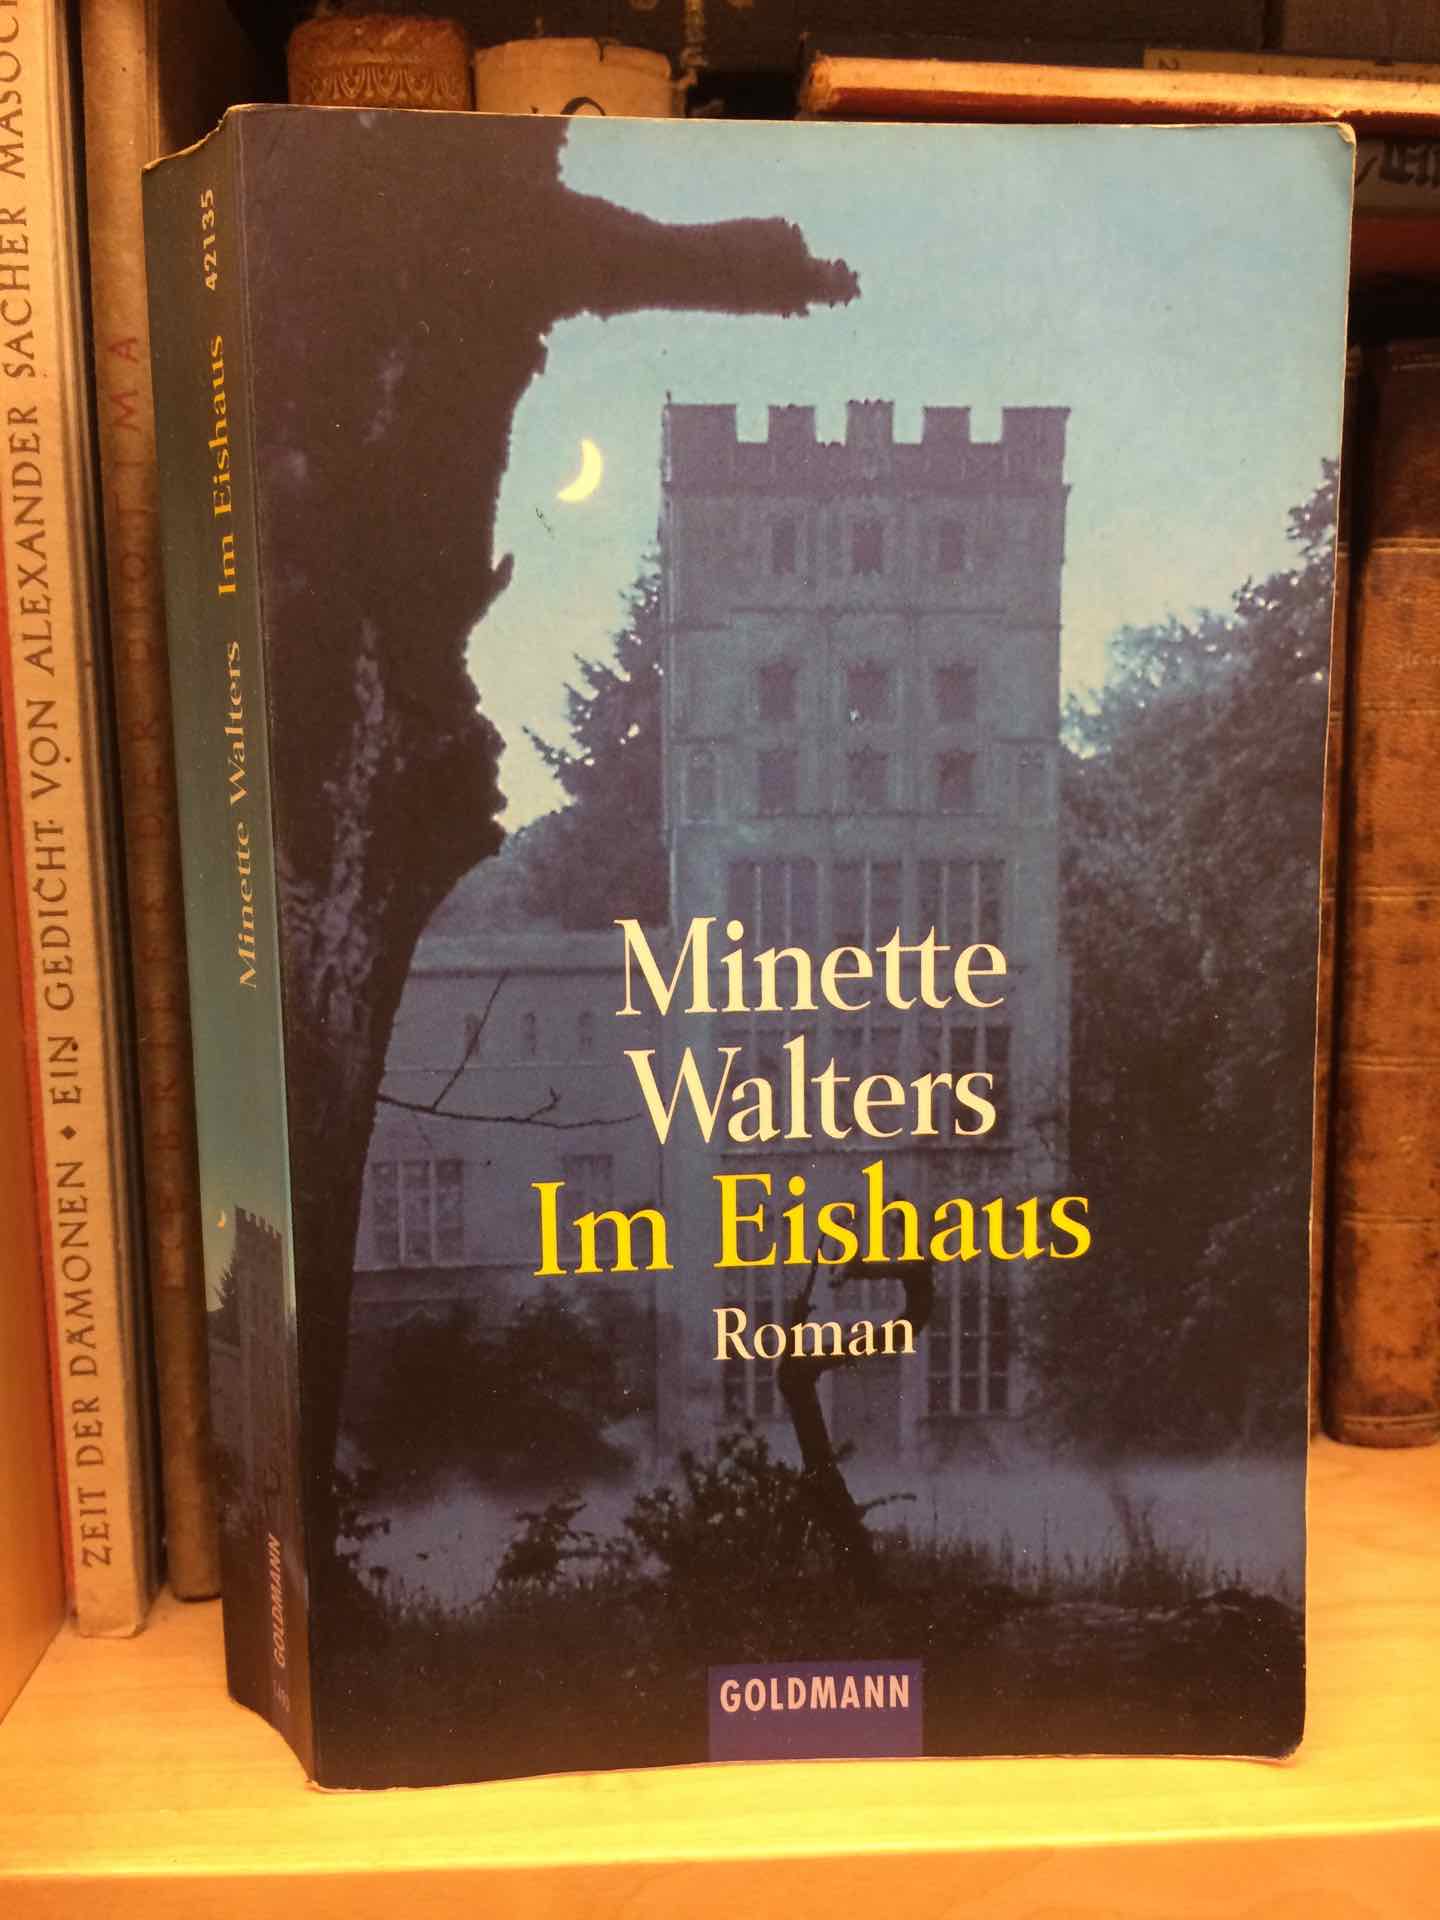 Minette
Walters
Im Eishaus
Roman
GOLDMANN
Minette Walters Im Eishaus 42135
GOLDMANN
ZEIT DER DÄMONEN ◆ EIN GEDICHT VON ALEXANDER SACHER MASOC